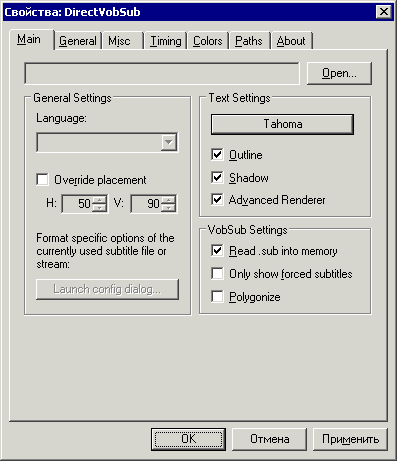 Свойства: DirectVobSub
Main General Misc Timing Colors Paths About
Open...
General Settings
Language:
Override placement
H: 50 V: 90
Format specific options of the
currently used subtitle file or
stream:
Launch config dialog...
Text Settings
Tahoma
Outline
Shadow
Advanced Renderer
VobSub Settings
Read .sub into memory
Only show forced subtitles
Polygonize
OK Отмена Применить